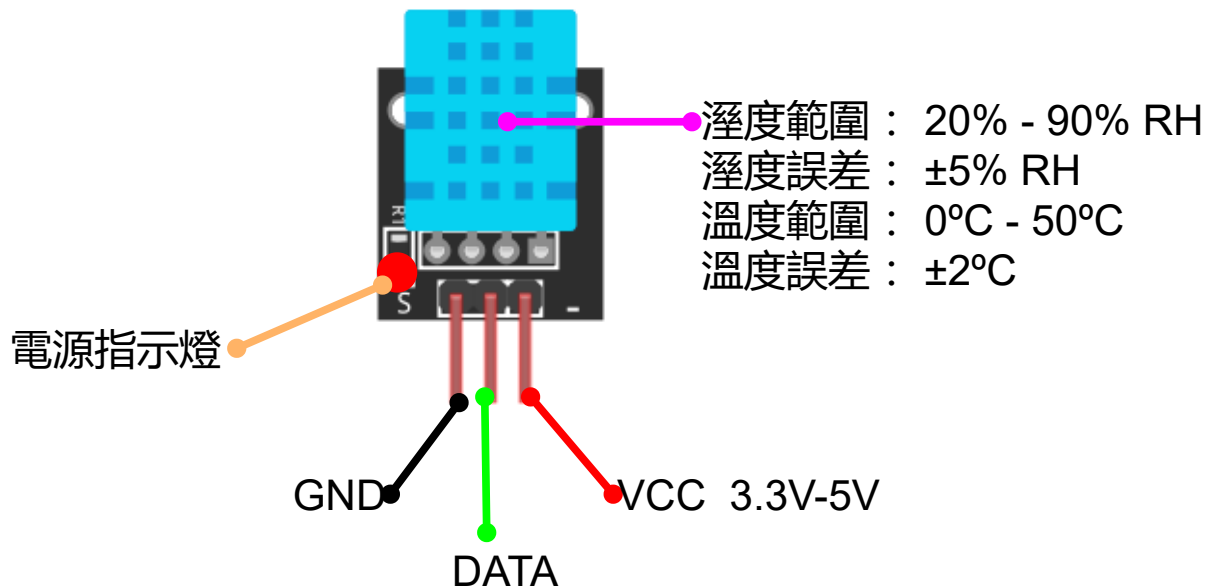 溼度範圍： 20% - 90% RH
溼度誤差： ±5% RH
溫度範圍： 0ºC - 50ºC
溫度誤差： ±2ºC
R1
S
-
電源指示燈
GND
VCC 3.3V-5V
DATA